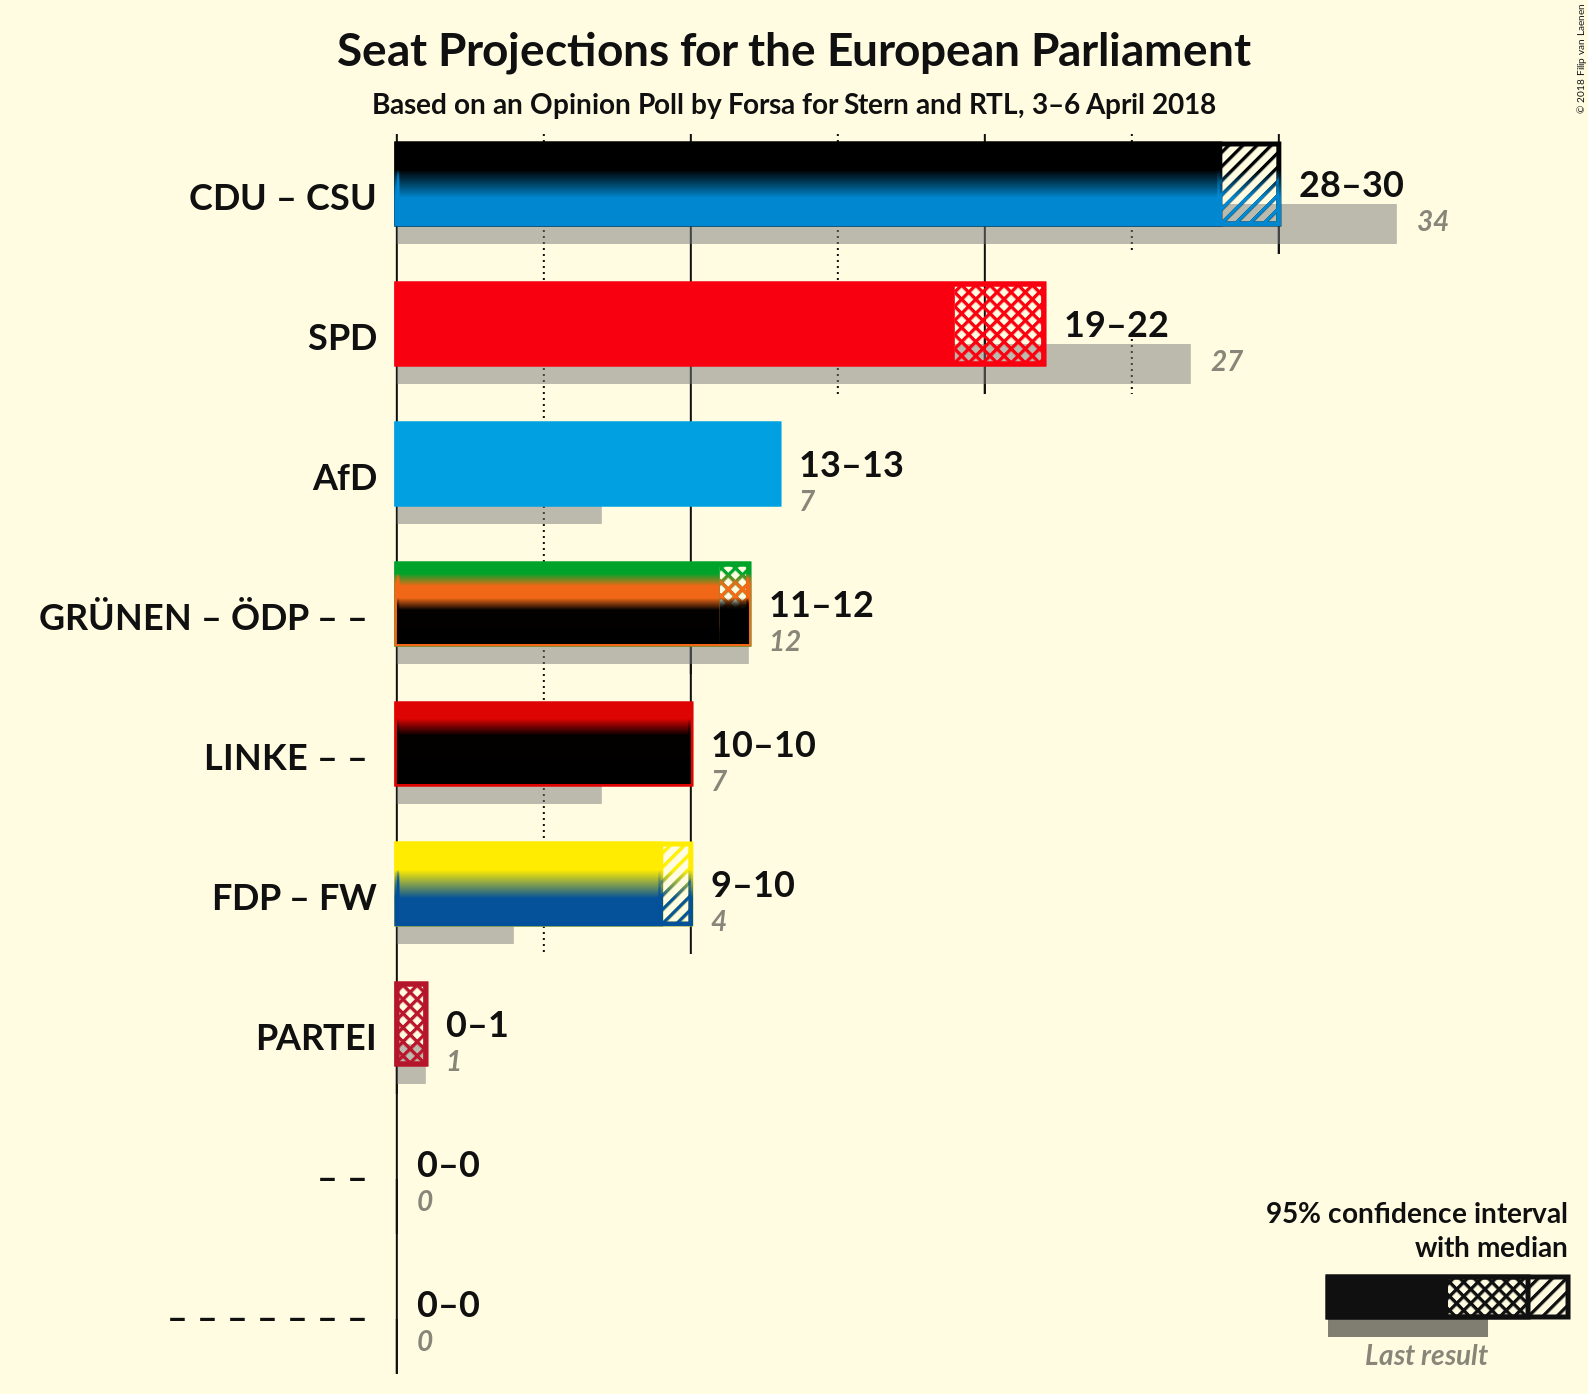 Seat Projections for the European Parliament
Based on an Opinion Poll by Forsa for Stern and RTL, 3–6 April 2018
© 2018 Filip van Laenen
CDU – CSU
28–30
34
SPD
19–22
27
AfD
13–13
7
GRÜNEN – ÖDP – –
11–12
12
LINKE – –
10–10
7
FDP – FW
9–10
4
PARTEI
0–1
1
– –
0–0
0
– – – – – – –
0–0
0
95% confidence interval
with median
Last result